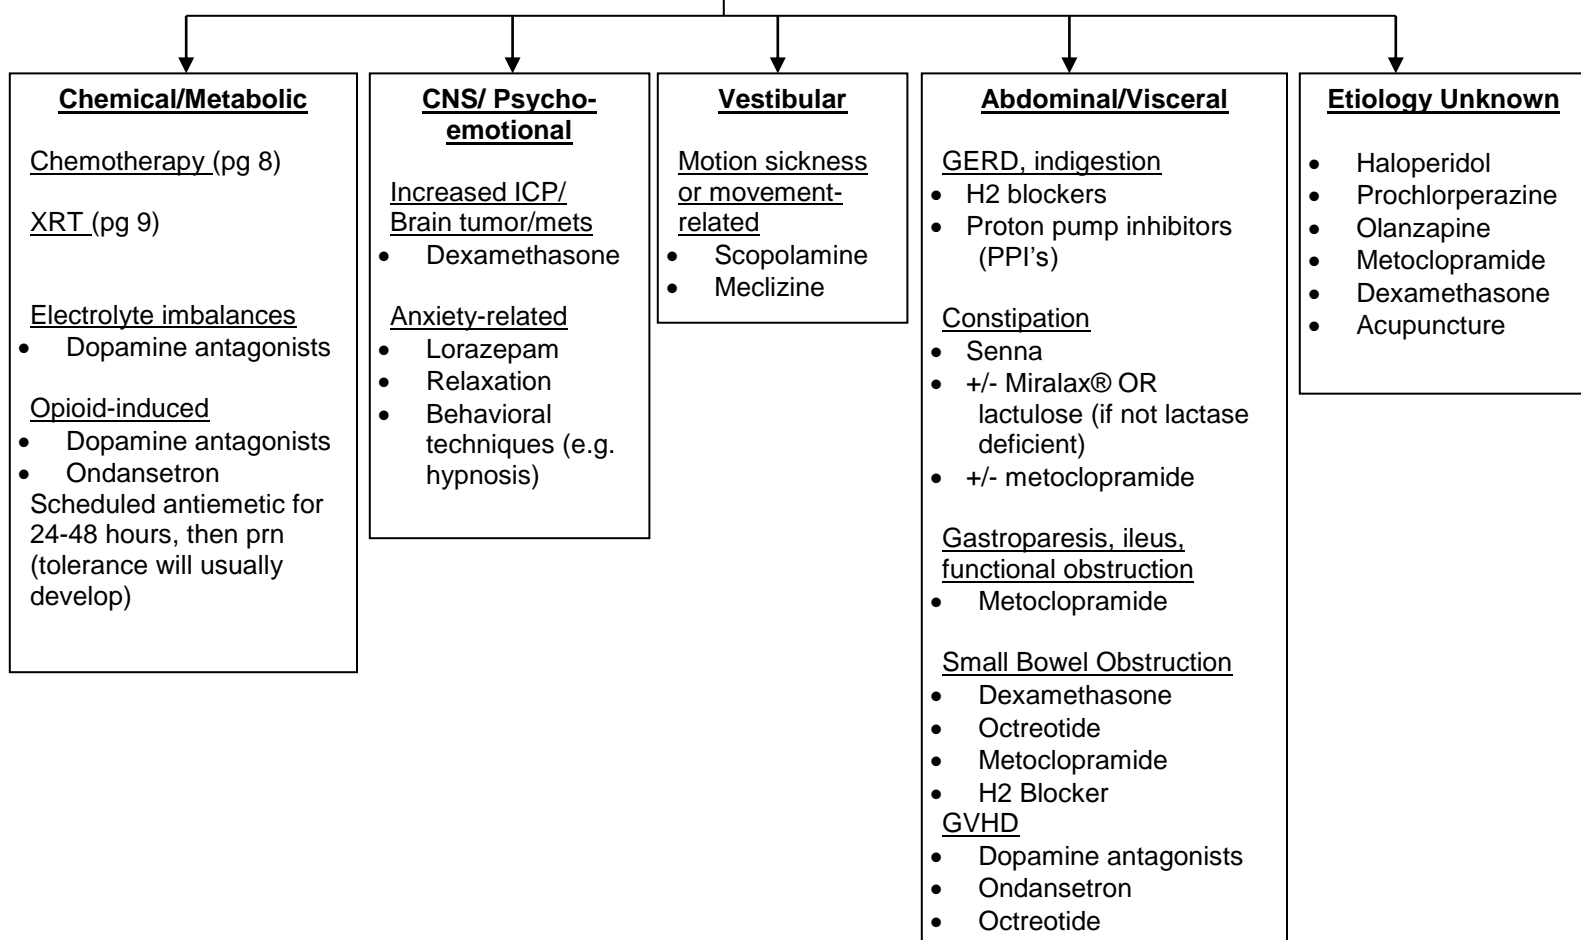 Chemical/Metabolic
Chemotherapy (pg 8)
XRT (pg 9)
Electrolyte imbalances
• Dopamine antagonists
Opioid-induced
• Dopamine antagonists
• Ondansetron
Scheduled antiemetic for
24-48 hours, then prn
(tolerance will usually
develop)
CNS/ Psycho-
emotional
Increased ICP/
Brain tumor/mets
• Dexamethasone
Anxiety-related
• Lorazepam
• Relaxation
• Behavioral
techniques (e.g.
hypnosis)
Vestibular
Motion sickness
or movement-
related
• Scopolamine
• Meclizine
Abdominal/Visceral
GERD, indigestion
• H2 blockers
• Proton pump inhibitors
(PPI's)
Constipation
• Senna
• +/- Miralax® OR
lactulose (if not lactase
deficient)
• +/- metoclopramide
Gastroparesis, ileus,
functional obstruction
• Metoclopramide
Small Bowel Obstruction
• Dexamethasone
• Octreotide
• Metoclopramide
• H2 Blocker
GVHD
• Dopamine antagonists
• Ondansetron
• Octreotide
Etiology Unknown
• Haloperidol
• Prochlorperazine
• Olanzapine
• Metoclopramide
• Dexamethasone
• Acupuncture